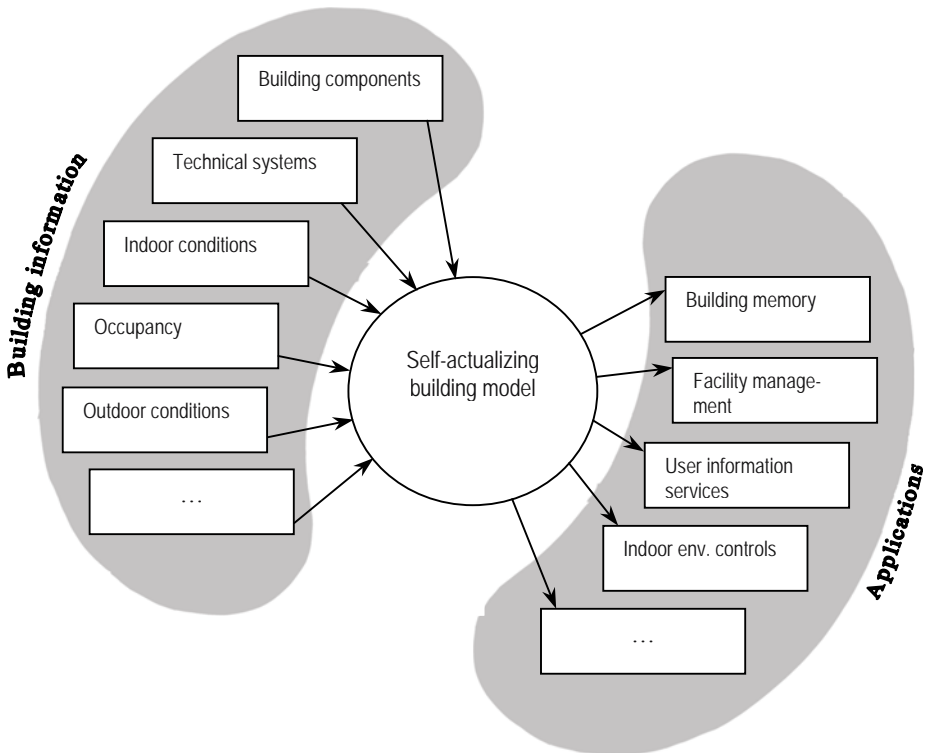 Building information
Building components
Technical systems
Indoor conditions
Occupancy
Outdoor conditions
...
Self-actualizing
building model
Building memory
Facility manage-
ment
User information
services
Indoor env. controls
...
Applications